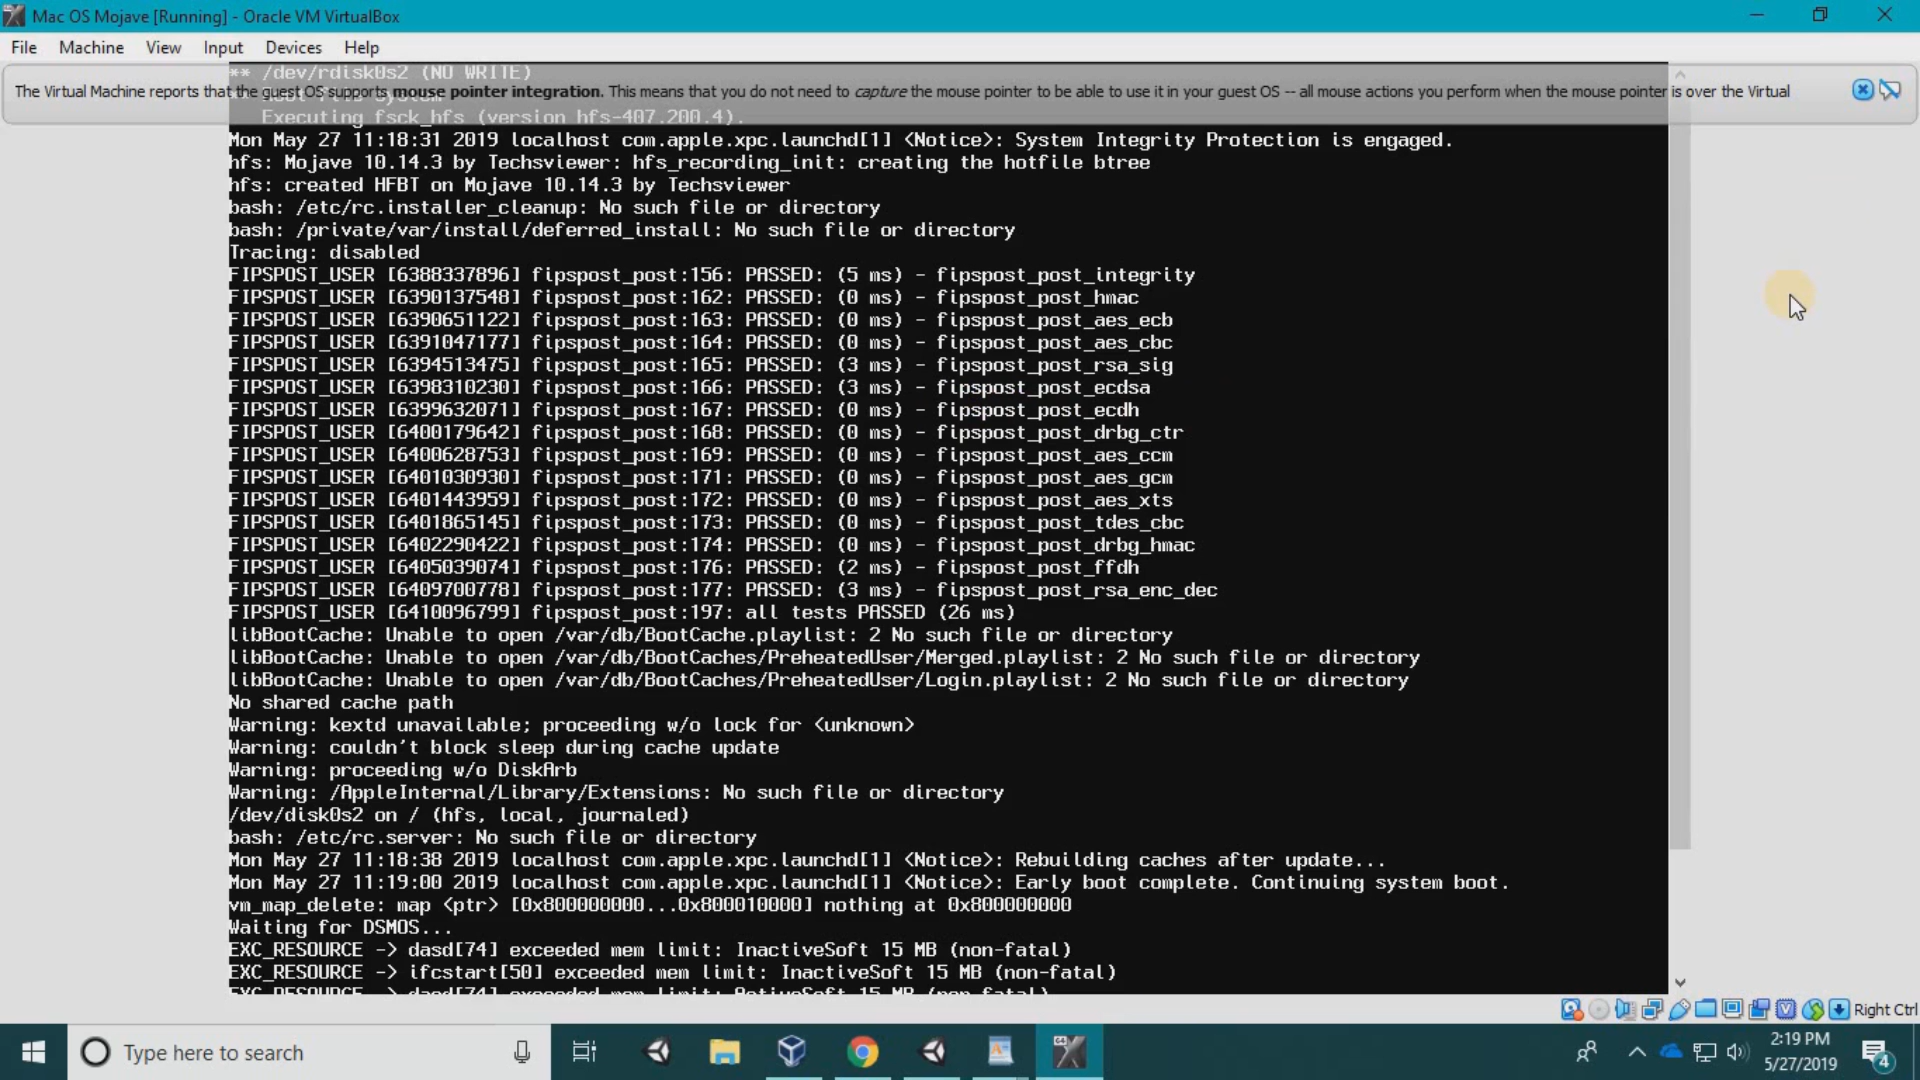 Mac OS Mojave [Running] - Oracle VM VirtualBox
File Machine View Input Devices Help
** /dev/rdisk0s2 (NO WRITE)
The Virtual Machine reports that the guest OS supports mouse pointer integration. This means that you do not need to capture the mouse pointer to be able to use it in your guest OS -- all mouse actions you perform when the mouse pointer is over the Virtual
Executing fsck_hfs (version hfs-407.200.4).
Mon May 27 11:18:31 2019 localhost com.apple.xpc.launchd[1] <Notice>: System Integrity Protection is engaged.
hfs: Mojave 10.14.3 by Techsviewer: hfs_recording_init: creating the hotfile btree
hfs: created HFBT on Mojave 10.14.3 by Techsviewer
bash: /etc/rc.installer_cleanup: No such file or directory
bash: /private/var/install/deferred_install: No such file or directory
Tracing: disabled
FIPSPOST_USER [6388337896] fipspost_post:156: PASSED: (5 ms) - fipspost_post_integrity
FIPSPOST_USER [6390137548] fipspost_post:162: PASSED: (0 ms) - fipspost_post_hmac
FIPSPOST_USER [6390651122] fipspost_post:163: PASSED: (0 ms) - fipspost_post_aes_ecb
FIPSPOST_USER [6391047177] fipspost_post:164: PASSED: (0 ms) - fipspost_post_aes_cbc
FIPSPOST_USER [6394513475] fipspost_post:165: PASSED: (3 ms) - fipspost_post_rsa_sig
FIPSPOST_USER [6398310230] fipspost_post:166: PASSED: (3 ms) - fipspost_post_ecdsa
FIPSPOST_USER [6399632071] fipspost_post:167: PASSED: (0 ms) - fipspost_post_ecdh
FIPSPOST_USER [6400179642] fipspost_post:168: PASSED: (0 ms) - fipspost_post_drbg_ctr
FIPSPOST_USER [6400628753] fipspost_post:169: PASSED: (0 ms) - fipspost_post_aes_ccm
FIPSPOST_USER [6401030930] fipspost_post:171: PASSED: (0 ms) - fipspost_post_aes_gcm
FIPSPOST_USER [6401443959] fipspost_post:172: PASSED: (0 ms) - fipspost_post_aes_xts
FIPSPOST_USER [6401865145] fipspost_post:173: PASSED: (0 ms) - fipspost_post_tdes_cbc
FIPSPOST_USER [6402290422] fipspost_post:174: PASSED: (0 ms) - fipspost_post_drbg_hmac
FIPSPOST_USER [6405039074] fipspost_post:176: PASSED: (2 ms) - fipspost_post_ffdh
FIPSPOST_USER [6409700778] fipspost_post:177: PASSED: (3 ms) - fipspost_post_rsa_enc_dec
FIPSPOST_USER [6410096799] fipspost_post:197: all tests PASSED (26 ms)
libBootCache: Unable to open /var/db/BootCache.playlist: 2 No such file or directory
libBootCache: Unable to open /var/db/BootCaches/PreheatedUser/Merged.playlist: 2 No such file or directory
libBootCache: Unable to open /var/db/BootCaches/PreheatedUser/Login.playlist: 2 No such file or directory
No shared cache path
Warning: kextd unavailable; proceeding w/o lock for <unknown>
Warning: couldn't block sleep during cache update
Warning: proceeding w/o DiskArb
Warning: /AppleInternal/Library/Extensions: No such file or directory
/dev/disk0s2 on / (hfs, local, journaled)
bash: /etc/rc.server: No such file or directory
Mon May 27 11:18:38 2019 localhost com.apple.xpc.launchd[1] <Notice>: Rebuilding caches after update...
Mon May 27 11:19:00 2019 localhost com.apple.xpc.launchd[1] <Notice>: Early boot complete. Continuing system boot.
vm_map_delete: map <ptr> [0x800000000...0x800010000] nothing at 0x800000000
Waiting for DSMOS...
EXC_RESOURCE -> dasd[74] exceeded mem limit: InactiveSoft 15 MB (non-fatal)
EXC_RESOURCE -> ifcstart[50] exceeded mem limit: InactiveSoft 15 MB (non-fatal)
EXC_RESOURCE -> dasd[74] exceeded mem limit: ActiveSoft 15 MB (non-fatal)
Right Ctrl
Type here to search
2:19 PM
5/27/2019
4